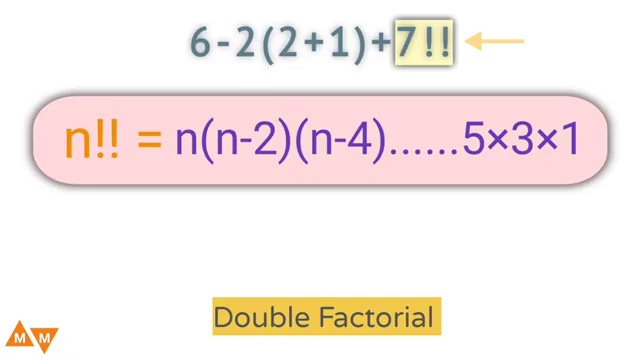 6-2(2+1)+7!!
n!! = n(n-2)(n-4)......5×3×1
Double Factorial
M M